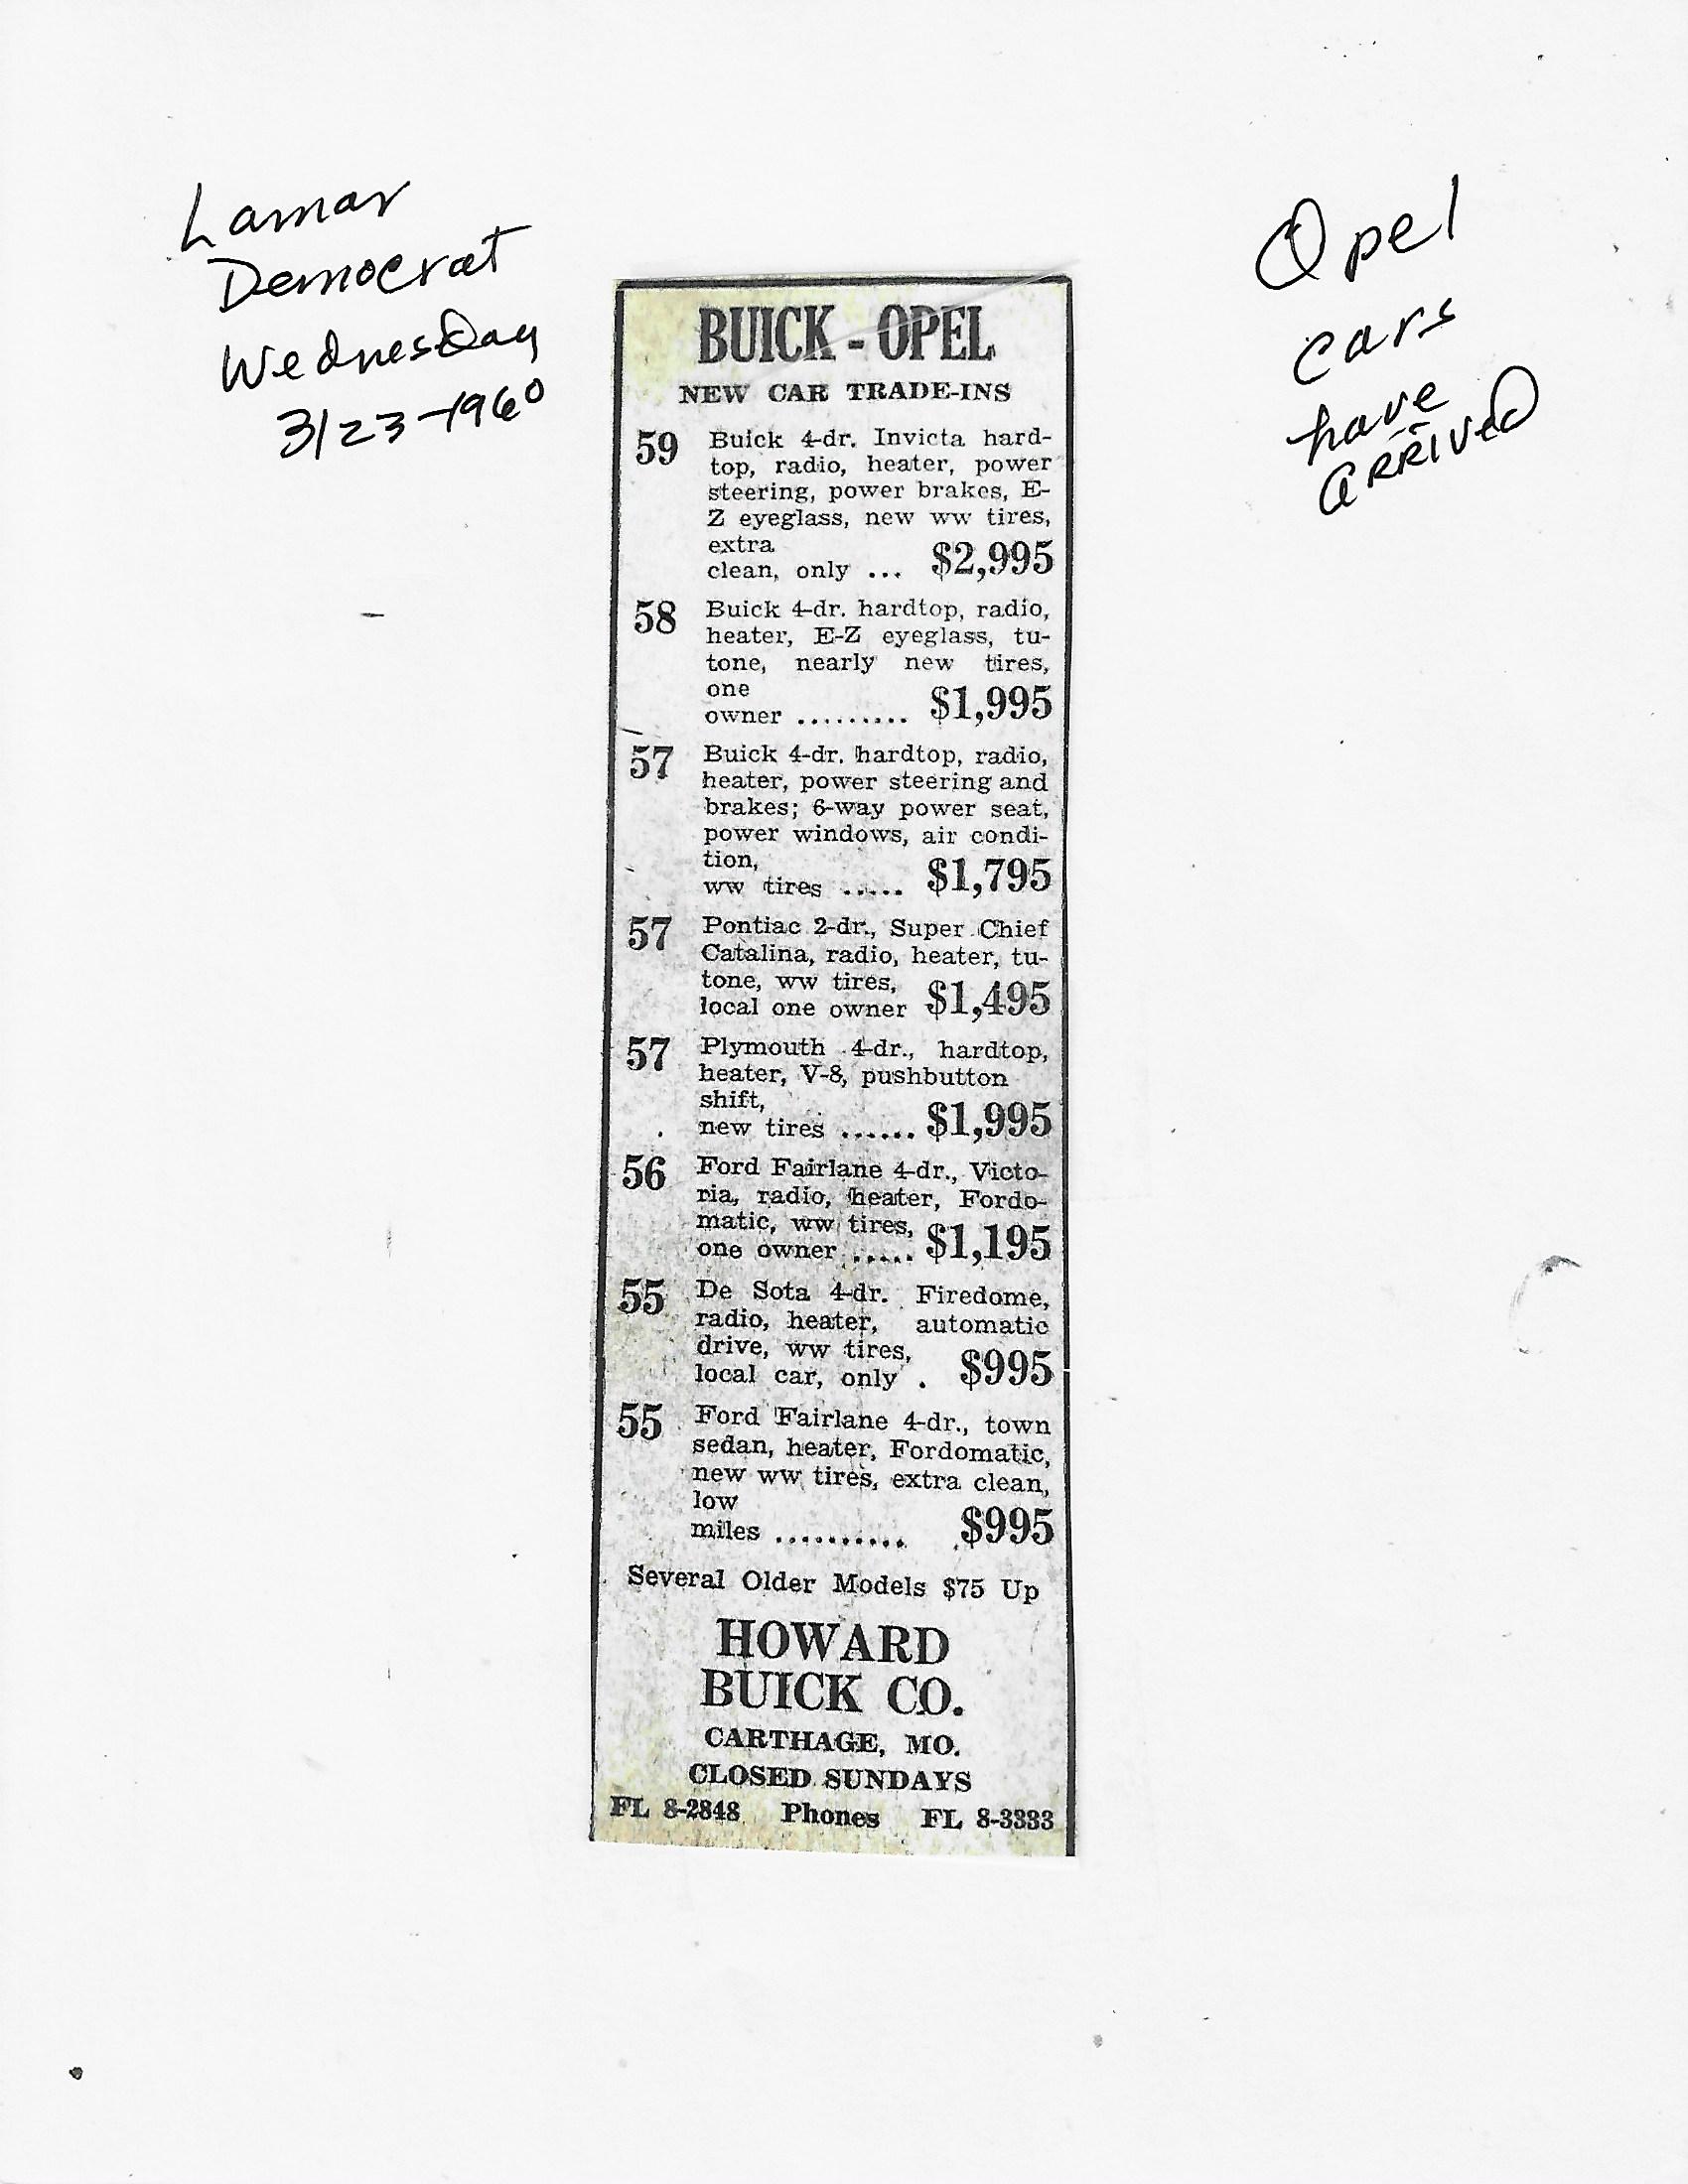 Lamar
Democrat
Wednesday
3/23-1960
Opel
cars
have
ARRIVED
BUICK - OPEL
NEW CAR TRADE-INS
59 Buick 4-dr. Invicta hard-
top, radio, heater, power
steering, power brakes, E-
Z eyeglass, new ww tires,
extra
clean, only ... $2,995
58 Buick 4-dr. hardtop, radio,
heater, E-Z eyeglass, tu-
tone, nearly new tires,
one
owner ......... $1,995
57 Buick 4-dr. hardtop, radio,
heater, power steering and
brakes; 6-way power seat,
power windows, air condi-
tion,
ww tires ..... $1,795
57 Pontiac 2-dr., Super Chief
Catalina, radio, heater, tu-
tone, ww tires,
local one owner $1,495
57 Plymouth 4-dr., hardtop,
heater, V-8, pushbutton
shift,
new tires ...... $1,995
56 Ford Fairlane 4-dr., Victo-
ria, radio, heater, Fordo-
matic, ww tires,
one owner ..... $1,195
55 De Sota 4-dr. Firedome,
radio, heater, automatic
drive, ww tires,
local car, only . $995
55 Ford Fairlane 4-dr., town
sedan, heater, Fordomatic,
new ww tires, extra clean,
low
miles .......... $995
Several Older Models $75 Up
HOWARD
BUICK CO.
CARTHAGE, MO.
CLOSED SUNDAYS
FL 8-2848 Phones FL 8-3333